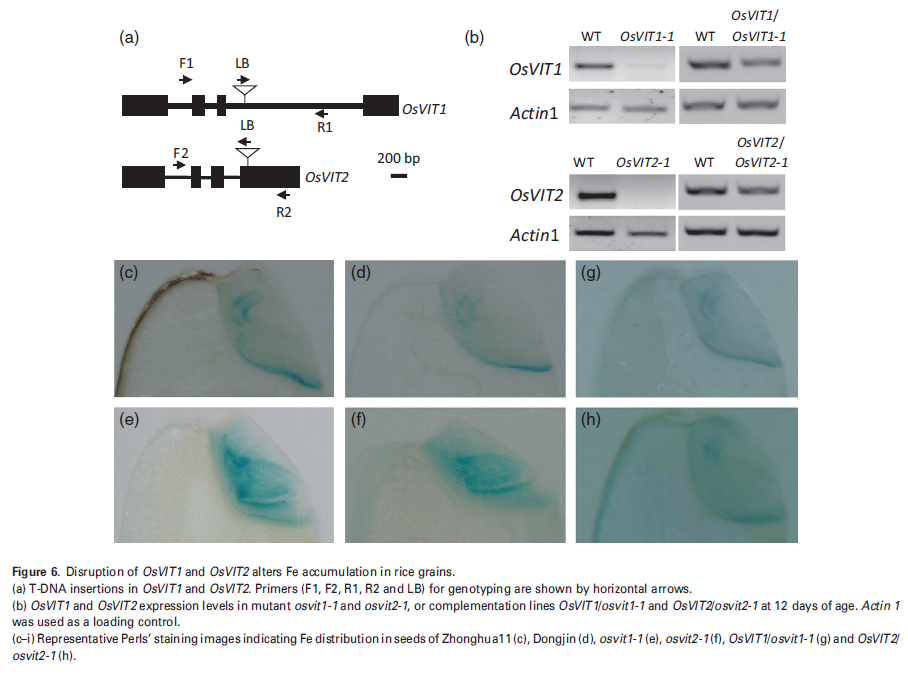 (a)
F1
LB
OsVIT1
R1
LB
F2
200 bp
OsVIT2
R2
(b)
OsVIT1/
WT OsVIT1-1 WT OsVIT1-1
OsVIT1
Actin1
OsVIT2/
WT OsVIT2-1 WT OsVIT2-1
OsVIT2
Actin1
(c) (d) (g)
(e) (f) (h)
Figure 6. Disruption of OsVIT1 and OsVIT2 alters Fe accumulation in rice grains.
(a) T-DNA insertions in OsVIT1 and OsVIT2. Primers (F1, F2, R1, R2 and LB) for genotyping are shown by horizontal arrows.
(b) OsVIT1 and OsVIT2 expression levels in mutant osvit1-1 and osvit2-1, or complementation lines OsVIT1/osvit1-1 and OsVIT2/osvit2-1 at 12 days of age. Actin 1
was used as a loading control.
(c–i) Representative Perls' staining images indicating Fe distribution in seeds of Zhonghua11 (c), Dongjin (d), osvit1-1 (e), osvit2-1 (f), OsVIT1/osvit1-1 (g) and OsVIT2/
osvit2-1 (h).